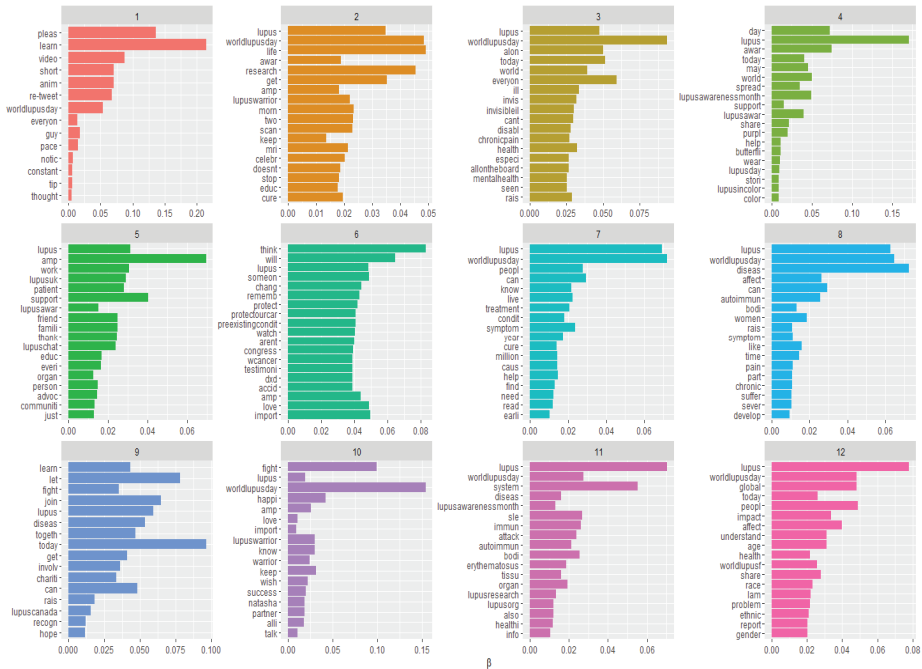 1
pleas
learn
video
short
anim
re-tweet
worldlupusday
everyon
guy
pace
notic
constant
tip
thought
0.00 0.05 0.10 0.15 0.20
2
lupus
worldlupusday
life
awar
research
get
amp
lupuswarrior
mom
two
scan
keep
mri
celebr
doesnt
stop
educ
cure
0.00 0.01 0.02 0.03 0.04 0.05
3
lupus
worldlupusday
alon
today
world
everyon
ill
invis
invisibleill
cant
disabl
chronicpain
health
especi
allontheboard
mentalhealth
seen
rais
0.000 0.025 0.050 0.075
4
day
lupus
awar
today
may
world
spread
lupusawarenessmonth
support
lupusawar
share
purpl
help
butterfli
wear
lupusday
stori
lupusincolor
color
0.00 0.05 0.10 0.15
5
lupus
amp
work
lupusuk
patient
support
lupusawar
friend
famili
thank
lupuschat
educ
everi
organ
person
advoc
communiti
just
0.00 0.02 0.04 0.06
6
think
will
lupus
someon
chang
rememb
protect
protectourcar
preexistingcondit
watch
arent
congress
wcancer
testimoni
dxd
accid
amp
love
import
0.00 0.02 0.04 0.06 0.08
7
lupus
worldlupusday
peopl
can
know
live
treatment
condit
symptom
year
cure
million
caus
help
find
need
read
earli
0.00 0.02 0.04 0.06
8
lupus
worldlupusday
diseas
affect
can
autoimmun
bodi
women
rais
symptom
like
time
pain
part
chronic
suffer
sever
develop
0.00 0.02 0.04 0.06
9
learn
let
fight
join
lupus
diseas
togeth
today
get
involv
chariti
can
rais
lupuscanada
recogn
hope
0.000 0.025 0.050 0.075 0.100
10
fight
lupus
worldlupusday
happi
amp
love
import
lupuswarrior
know
warrior
keep
wish
success
natasha
partner
alli
talk
0.00 0.05 0.10 0.15
11
lupus
worldlupusday
system
diseas
lupusawarenessmonth
sle
immun
attack
autoimmun
bodi
erythematosus
tissu
organ
lupusresearch
lupusorg
also
healthi
info
0.00 0.02 0.04 0.06
12
lupus
worldlupusday
global
today
peopl
impact
affect
understand
age
health
worldlupusf
share
race
lam
problem
ethnic
report
gender
0.00 0.02 0.04 0.06 0.08
β